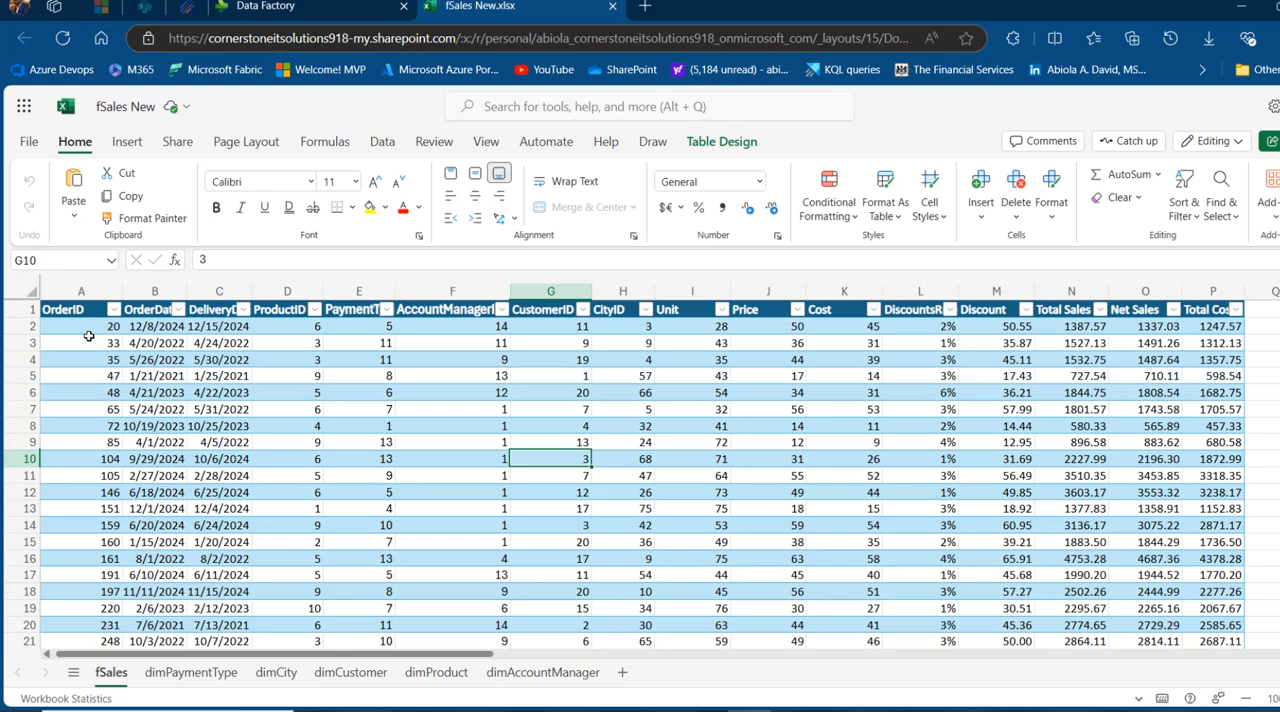 Data Factory
fSales New.xlsx
https://cornerstoneitsolutions918-my.sharepoint.com/:x:/r/personal/abiola_cornerstoneitsolutions918_onmicrosoft_com/_layouts/15/Do...
Azure Devops M365 Microsoft Fabric Welcome! MVP Microsoft Azure Por... YouTube SharePoint (5,184 unread) - abi... KQL queries The Financial Services Abiola A. David, MS... Other
fSales New
Search for tools, help, and more (Alt + Q)
File Home Insert Share Page Layout Formulas Data Review View Automate Help Draw Table Design Comments Catch up Editing
Paste Cut Copy Format Painter
Calibri 11 Wrap Text Merge & Center General
Conditional Formatting Format As Table Cell Styles Insert Delete Format AutoSum Clear Sort & Filter Find & Select Add-
Undo Clipboard Font Alignment Number Styles Cells Editing Add-
G10 3
A B C D E F G H I J K L M N O P Q
1 OrderID OrderDat DeliveryD ProductID PaymentT AccountManagerI CustomerID CityID Unit Price Cost DiscountsR Discount Total Sales Net Sales Total Cos
2 20 12/8/2024 12/15/2024 6 5 14 11 3 28 50 45 2% 50.55 1387.57 1337.03 1247.57
3 33 4/20/2022 4/24/2022 3 11 11 9 9 43 36 31 1% 35.87 1527.13 1491.26 1312.13
4 35 5/26/2022 5/30/2022 3 11 9 19 4 35 44 39 3% 45.11 1532.75 1487.64 1357.75
5 47 1/21/2021 1/25/2021 9 8 13 1 57 43 17 14 3% 17.43 727.54 710.11 598.54
6 48 4/21/2023 4/22/2023 5 6 12 20 66 54 34 31 6% 36.21 1844.75 1808.54 1682.75
7 65 5/24/2022 5/31/2022 6 7 1 7 5 32 56 53 3% 57.99 1801.57 1743.58 1705.57
8 72 10/19/2023 10/25/2023 4 1 1 4 32 41 14 11 2% 14.44 580.33 565.89 457.33
9 85 4/1/2022 4/5/2022 9 13 1 13 24 72 12 9 4% 12.95 896.58 883.62 680.58
10 104 9/29/2024 10/6/2024 6 13 1 3 68 71 31 26 1% 31.69 2227.99 2196.30 1872.99
11 105 2/27/2024 2/28/2024 5 9 1 7 47 64 55 52 1% 56.49 3510.35 3453.85 3318.35
12 146 6/18/2024 6/25/2024 6 5 1 12 26 73 49 44 1% 49.85 3603.17 3553.32 3238.17
13 151 12/1/2024 12/4/2024 1 4 1 17 75 75 18 15 3% 18.92 1377.83 1358.91 1152.83
14 159 6/20/2024 6/24/2024 9 10 1 3 42 53 59 54 3% 60.95 3136.17 3075.22 2871.17
15 160 1/15/2024 1/20/2024 2 7 1 20 36 49 38 35 2% 39.21 1883.50 1844.29 1736.50
16 161 8/1/2022 8/2/2022 5 13 4 17 9 75 63 58 4% 65.91 4753.28 4687.36 4378.28
17 191 6/10/2024 6/11/2024 5 5 13 11 54 44 45 40 1% 45.68 1990.20 1944.52 1770.20
18 197 11/11/2024 11/15/2024 9 8 9 20 10 45 56 51 3% 57.27 2502.26 2444.99 2277.26
19 220 2/6/2023 2/12/2023 10 7 6 15 34 76 30 27 1% 30.51 2295.67 2265.16 2067.67
20 231 7/6/2021 7/13/2021 6 11 14 2 30 63 44 41 3% 45.36 2774.65 2729.29 2585.65
21 248 10/3/2022 10/7/2022 3 10 9 6 65 59 49 46 3% 50.00 2864.11 2814.11 2687.11
fSales dimPaymentType dimCity dimCustomer dimProduct dimAccountManager
Workbook Statistics 100